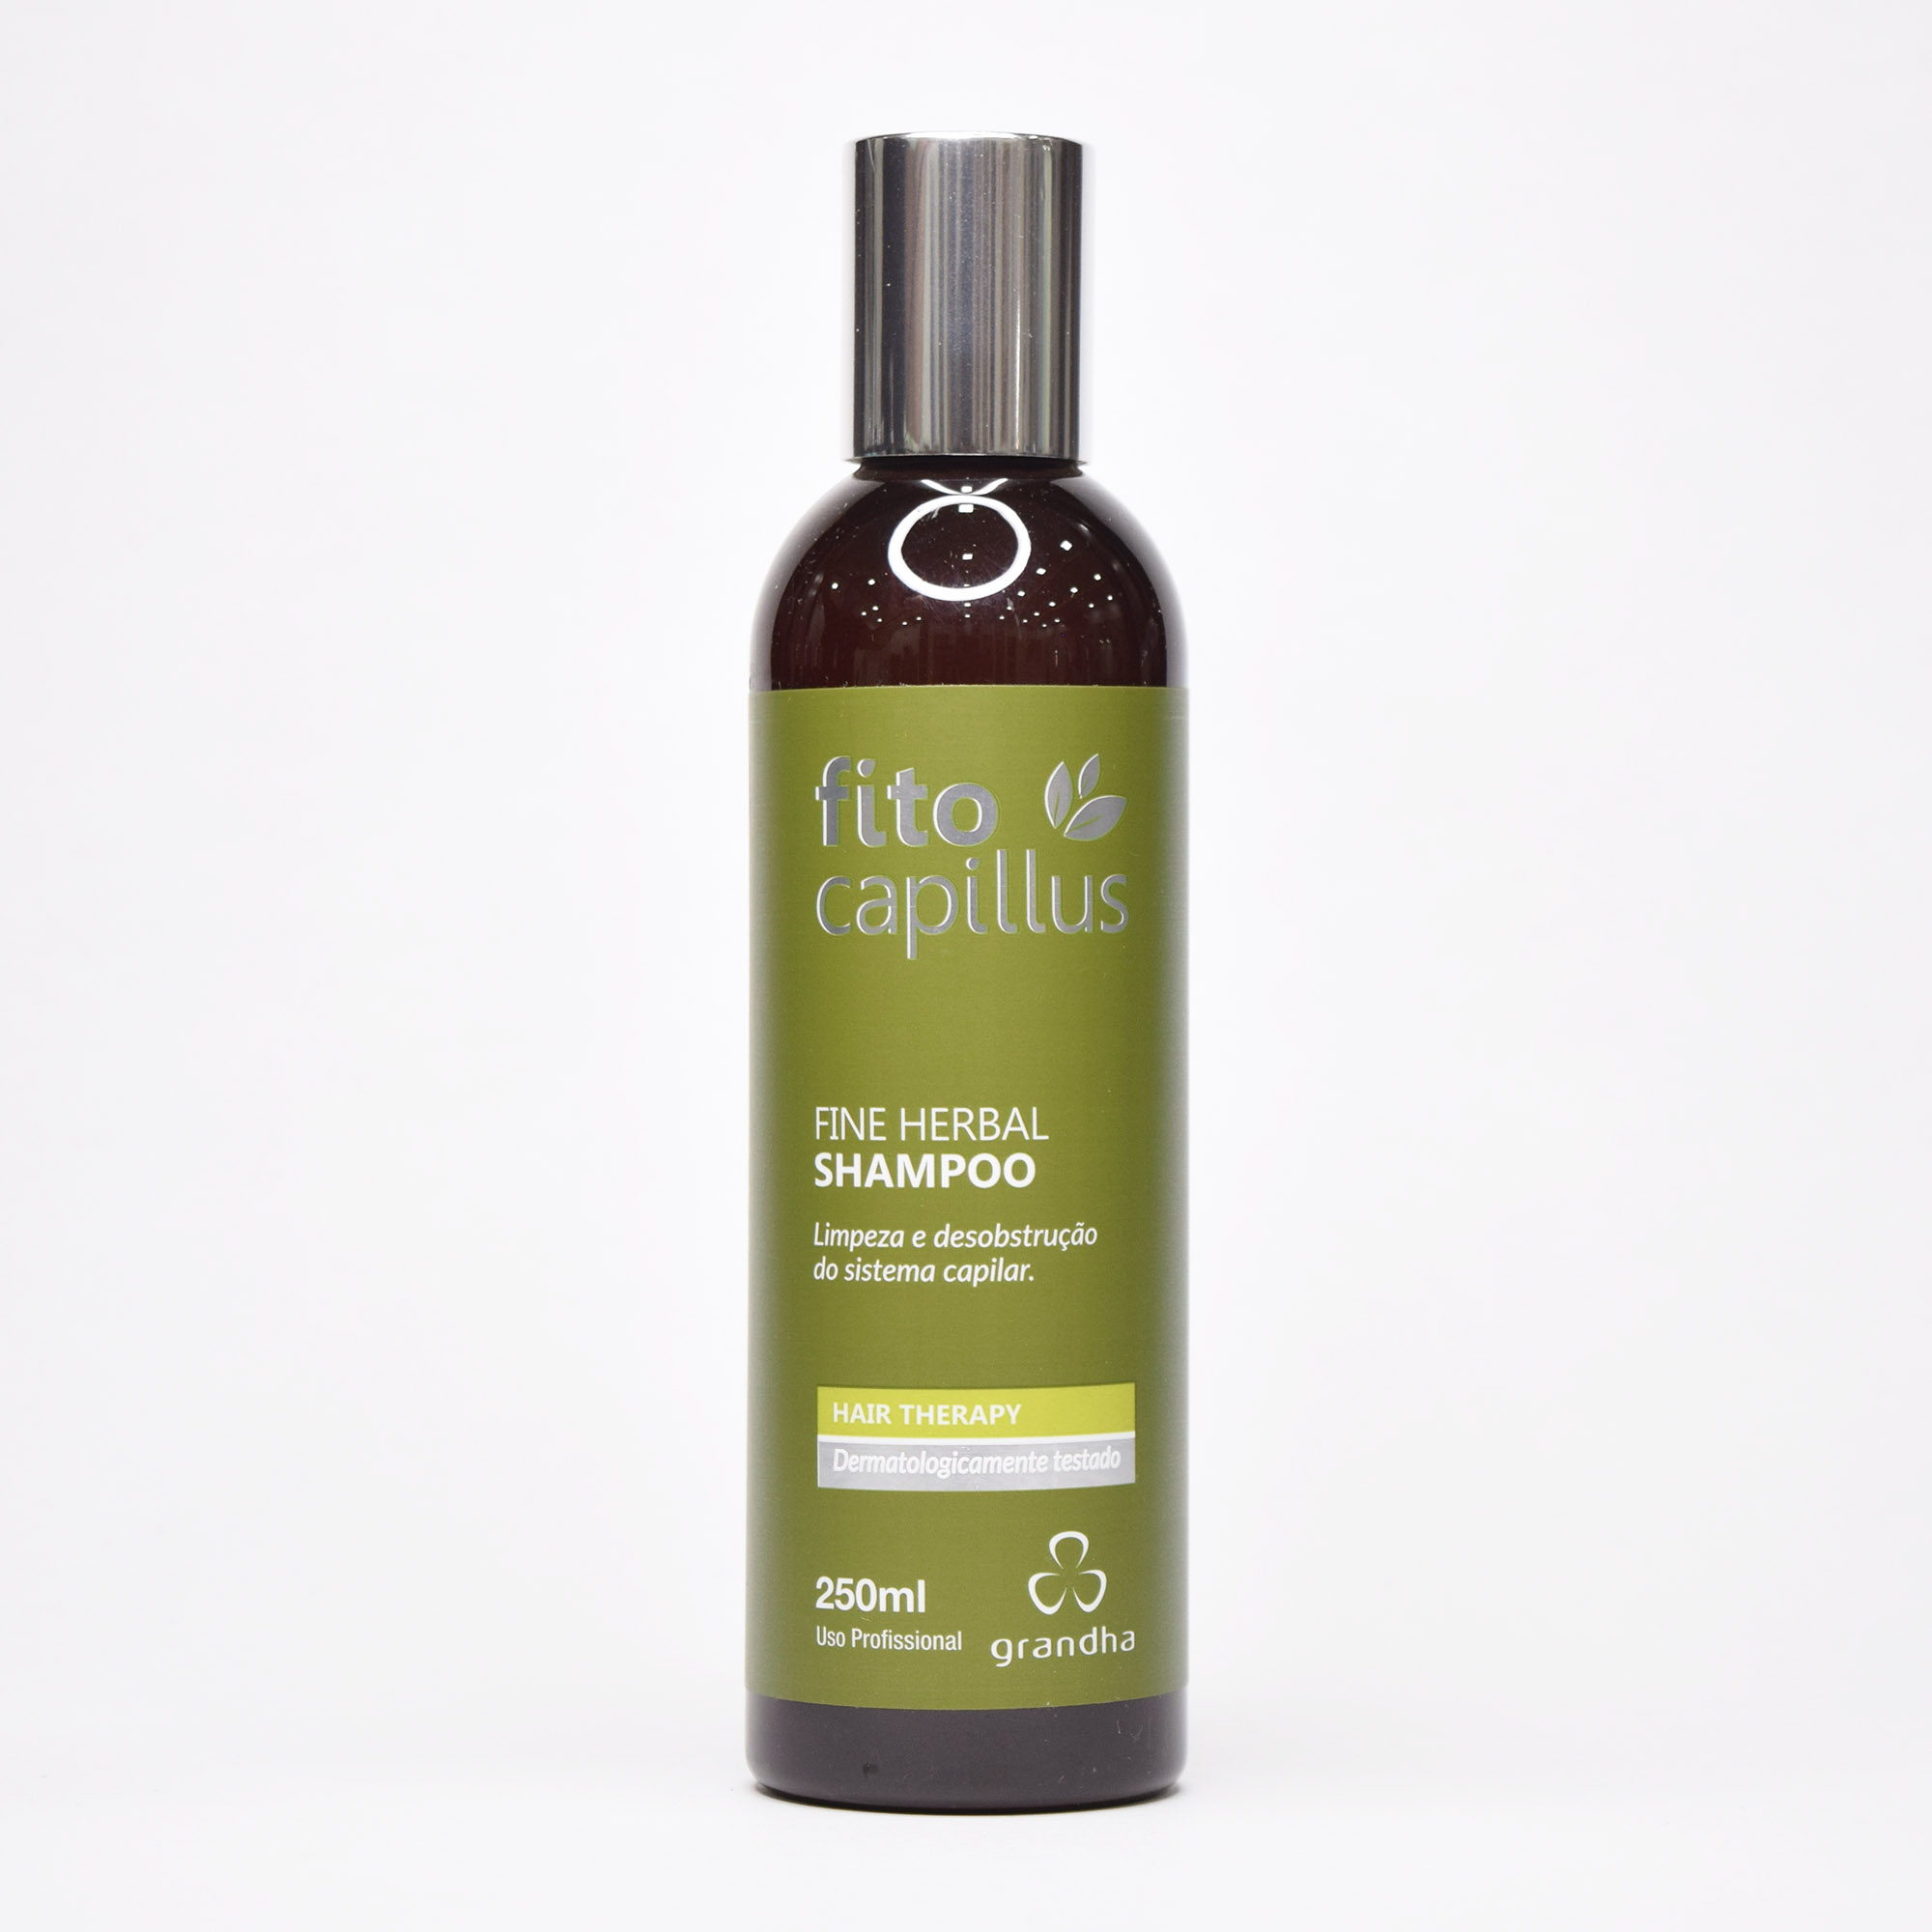 fito
capillus
FINE HERBAL
SHAMPOO
Limpeza e desobstrução
do sistema capilar.
HAIR THERAPY
Dermatologicamente testado
250ml
Uso Profissional
grandha